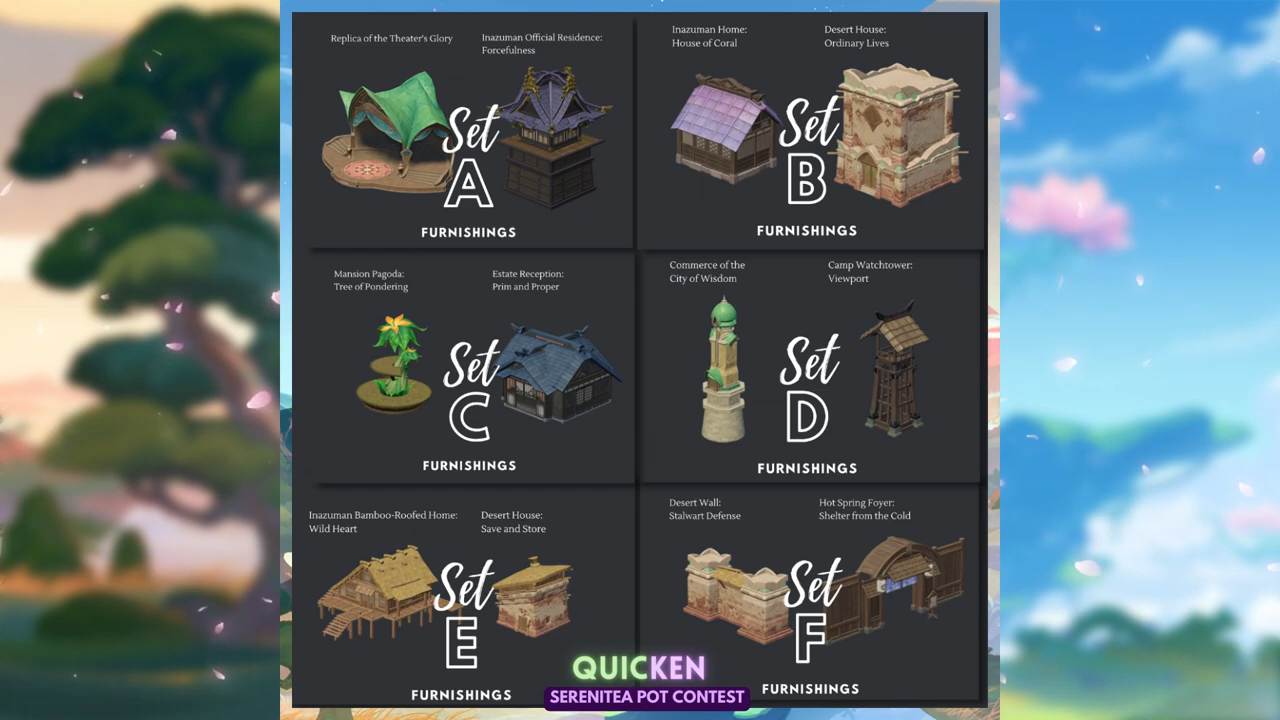 Replica of the Theater's Glory
Inazuman Official Residence:
Forcefulness
Set
A
FURNISHINGS
Inazuman Home:
House of Coral
Desert House:
Ordinary Lives
Set
B
FURNISHINGS
Mansion Pagoda:
Tree of Pondering
Estate Reception:
Prim and Proper
Set
C
FURNISHINGS
Commerce of the
City of Wisdom
Camp Watchtower:
Viewport
Set
D
FURNISHINGS
Inazuman Bamboo-Roofed Home:
Wild Heart
Desert House:
Save and Store
Set
E
FURNISHINGS
Desert Wall:
Stalwart Defense
Hot Spring Foyer:
Shelter from the Cold
Set
F
FURNISHINGS
QUICKEN
SERENITEA POT CONTEST